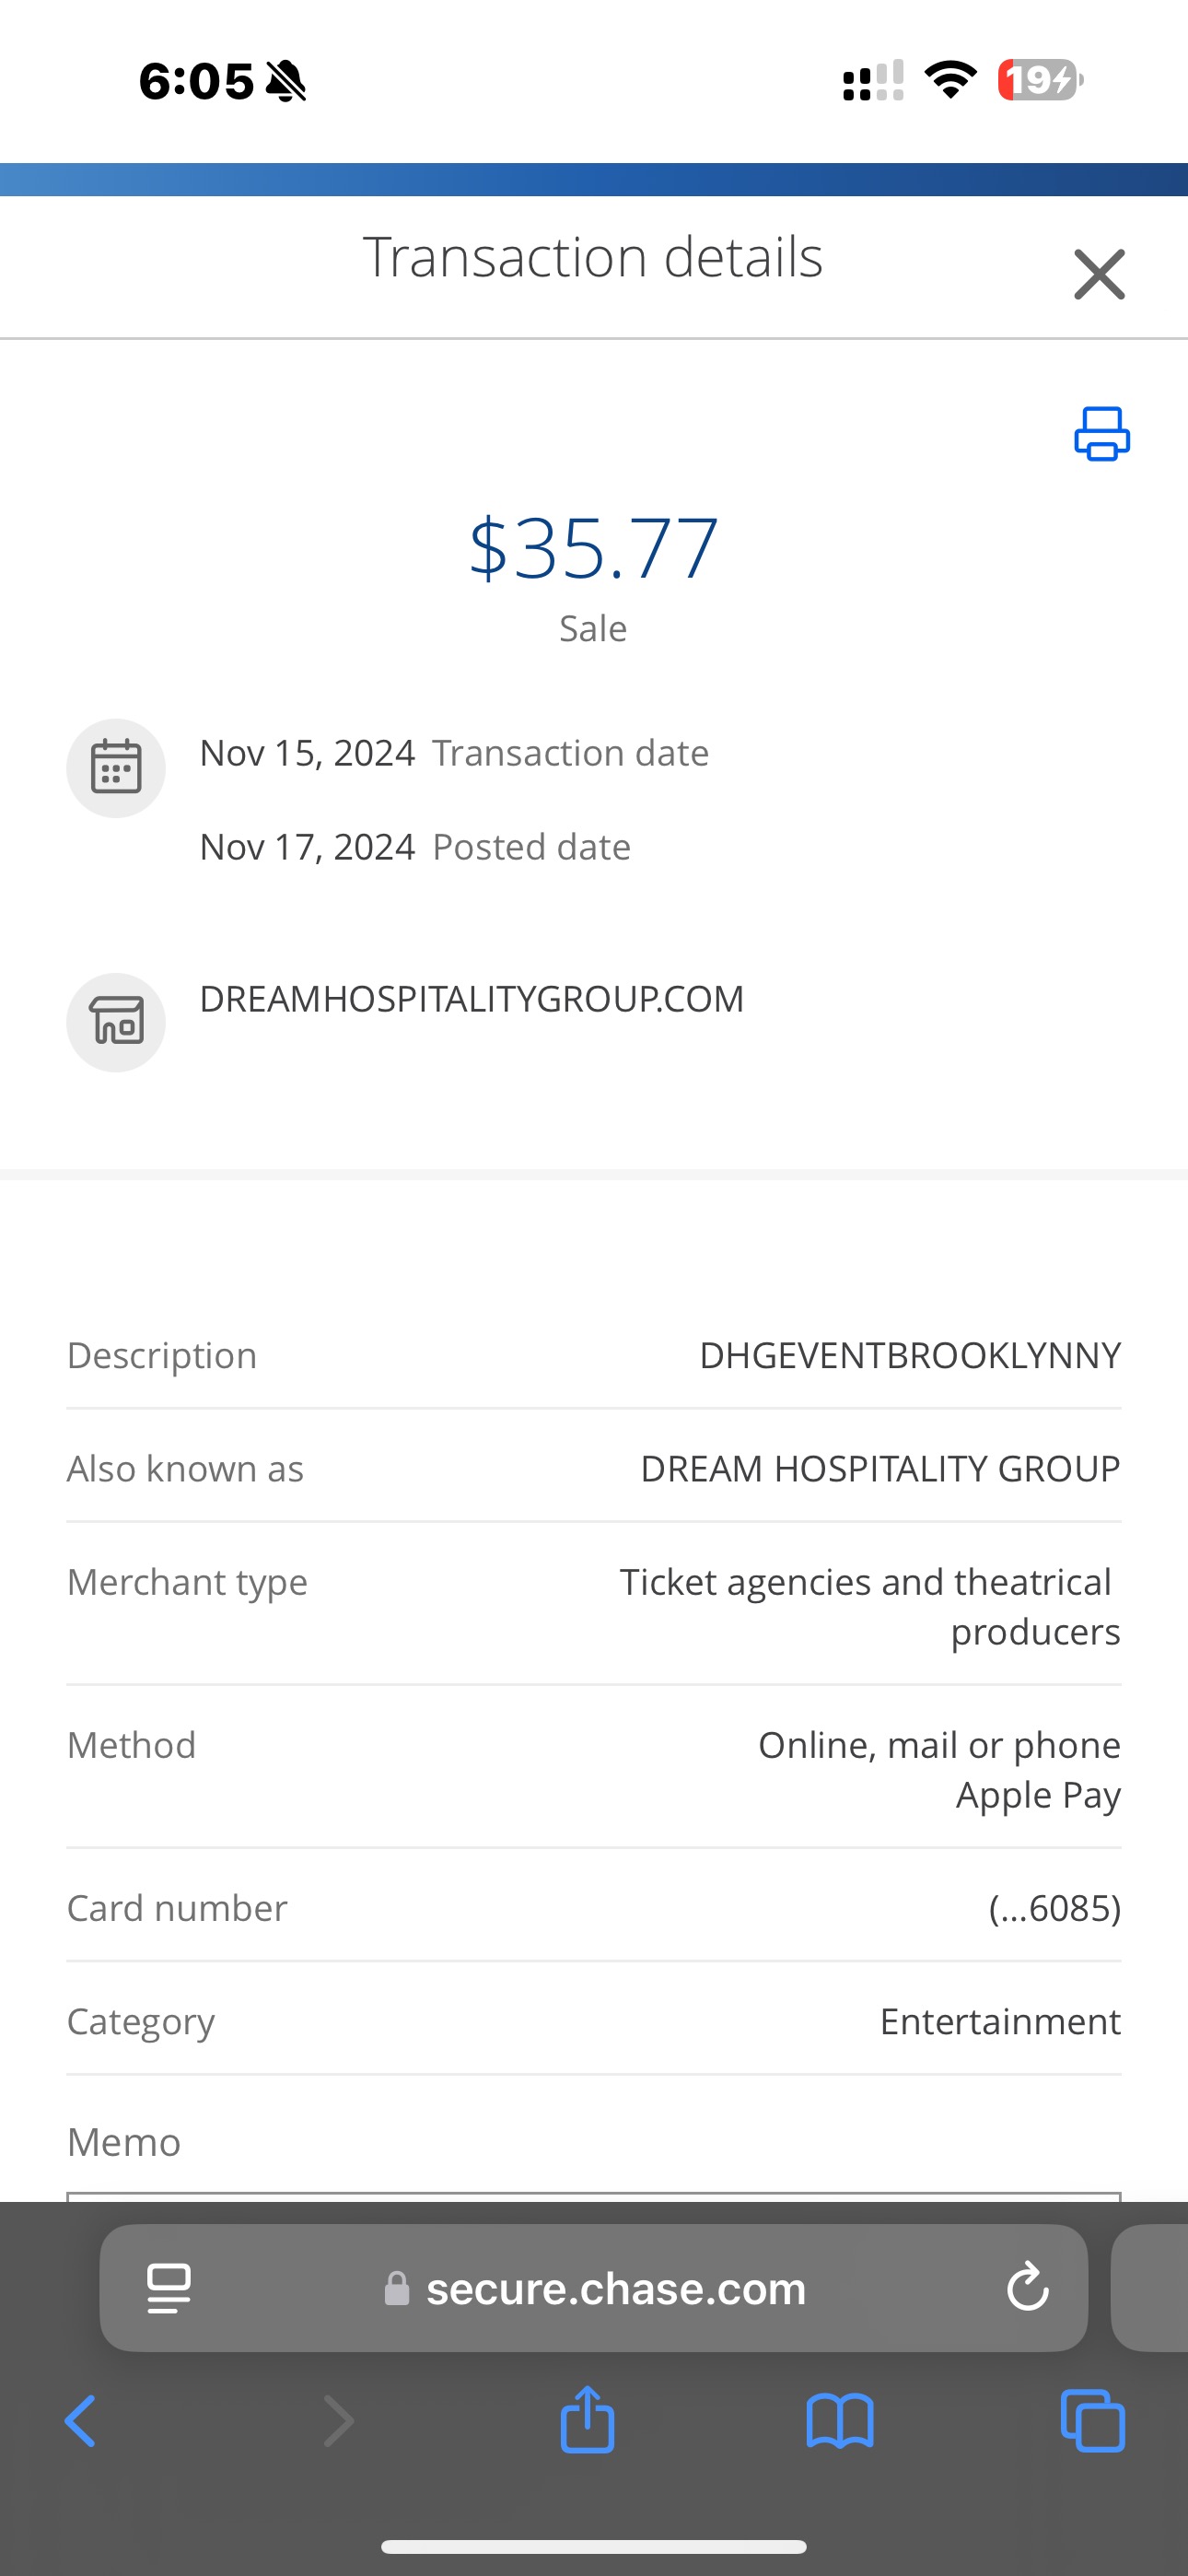 6:05
19
Transaction details
$35.77
Sale
Nov 15, 2024 Transaction date
Nov 17, 2024 Posted date
DREAMHOSPITALITYGROUP.COM
Description DHGEVENTBROOKLYNNY
Also known as DREAM HOSPITALITY GROUP
Merchant type Ticket agencies and theatrical
producers
Method Online, mail or phone
Apple Pay
Card number (...6085)
Category Entertainment
Memo
secure.chase.com